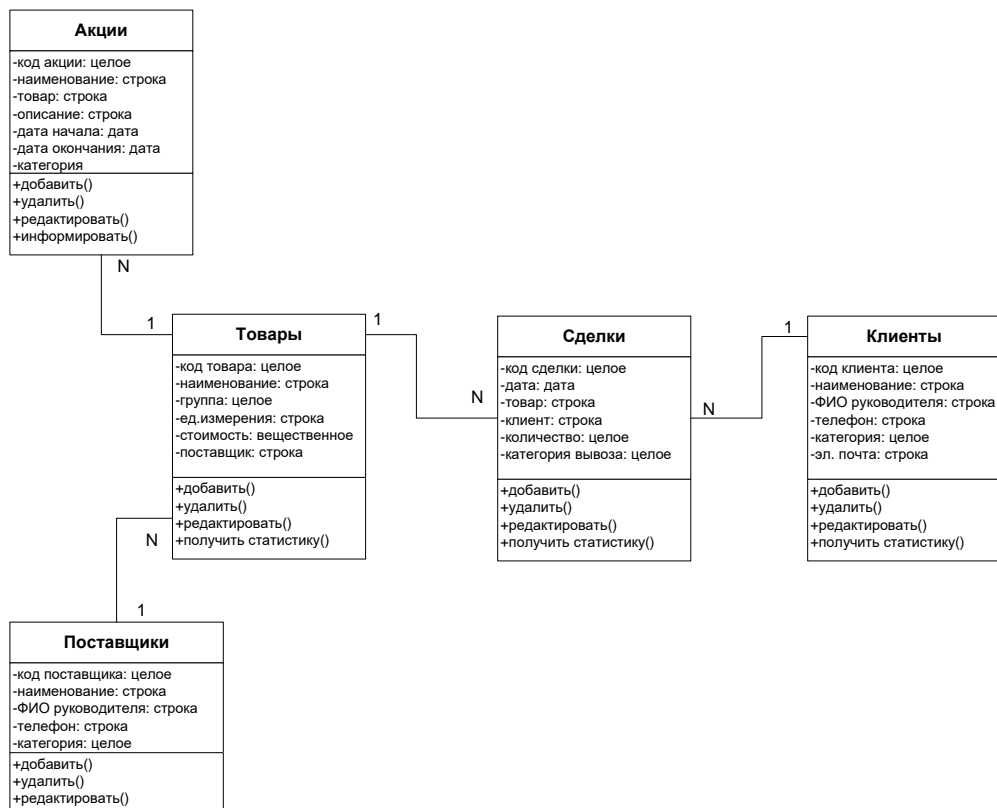 Акции
-код акции: целое
-наименование: строка
-товар: строка
-описание: строка
-дата начала: дата
-дата окончания: дата
-категория
+добавить()
+удалить()
+редактировать()
+информировать()
N
1
Товары
-код товара: целое
-наименование: строка
-группа: целое
-ед.измерения: строка
-стоимость: вещественное
-поставщик: строка
+добавить()
+удалить()
+редактировать()
+получить статистику()
1
N
Сделки
-код сделки: целое
-дата: дата
-товар: строка
-клиент: строка
-количество: целое
-категория вывоза: целое
+добавить()
+удалить()
+редактировать()
+получить статистику()
N
1
Клиенты
-код клиента: целое
-наименование: строка
-ФИО руководителя: строка
-телефон: строка
-категория: целое
-эл. почта: строка
+добавить()
+удалить()
+редактировать()
+получить статистику()
N
1
Поставщики
-код поставщика: целое
-наименование: строка
-ФИО руководителя: строка
-телефон: строка
-категория: целое
+добавить()
+удалить()
+редактировать()